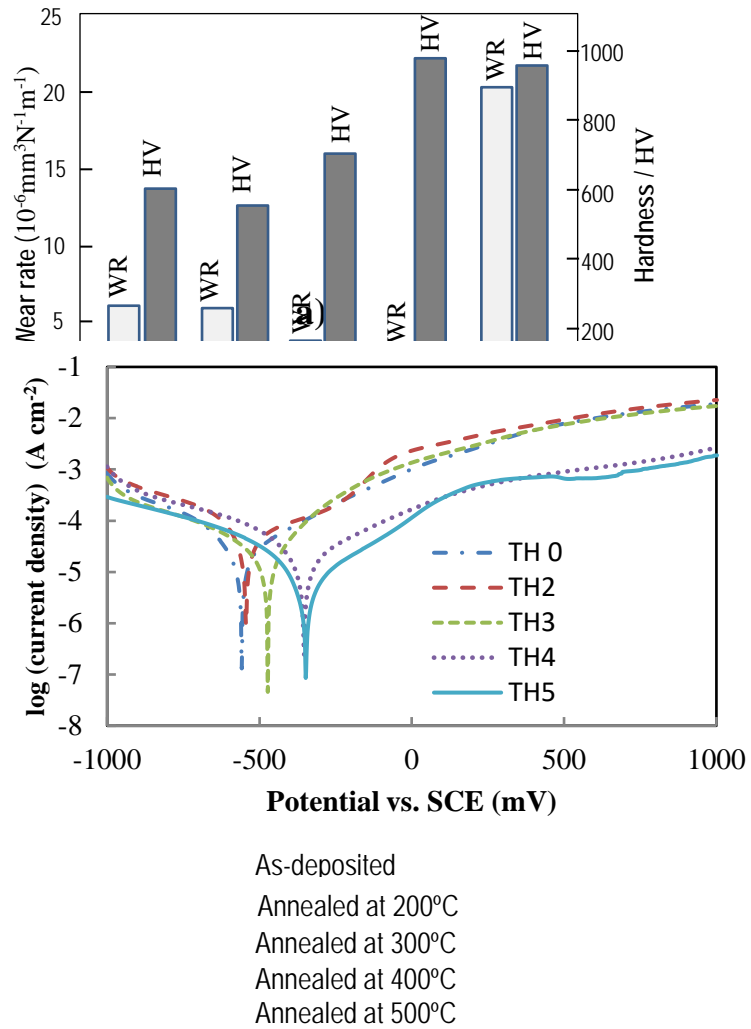 25
20
15
10
5
Wear rate (10⁻⁶mm³N⁻¹m⁻¹)
WR
HV
WR
HV
WR
HV
WR
HV
WR
HV
1000
800
600
400
200
Hardness / HV
a)
-1
-2
-3
-4
-5
-6
-7
-8
log (current density) (A cm⁻²)
TH 0
TH2
TH3
TH4
TH5
-1000 -500 0 500 1000
Potential vs. SCE (mV)
As-deposited
Annealed at 200ºC
Annealed at 300ºC
Annealed at 400ºC
Annealed at 500ºC